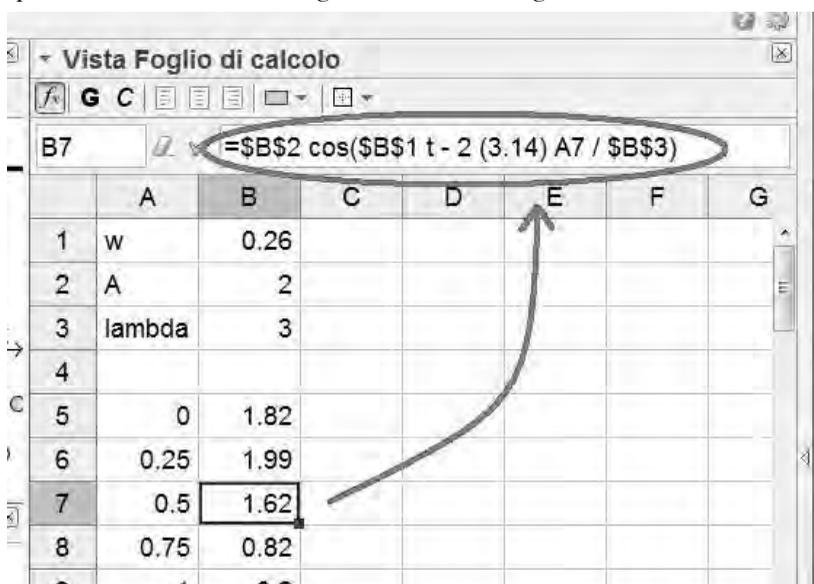 Vista Foglio di calcolo
G C
B7 =$B$2 cos($B$1 t - 2 (3.14) A7 / $B$3)
A B C D E F G
1 w 0.26
2 A 2
3 lambda 3
4
5 0 1.82
6 0.25 1.99
7 0.5 1.62
8 0.75 0.82